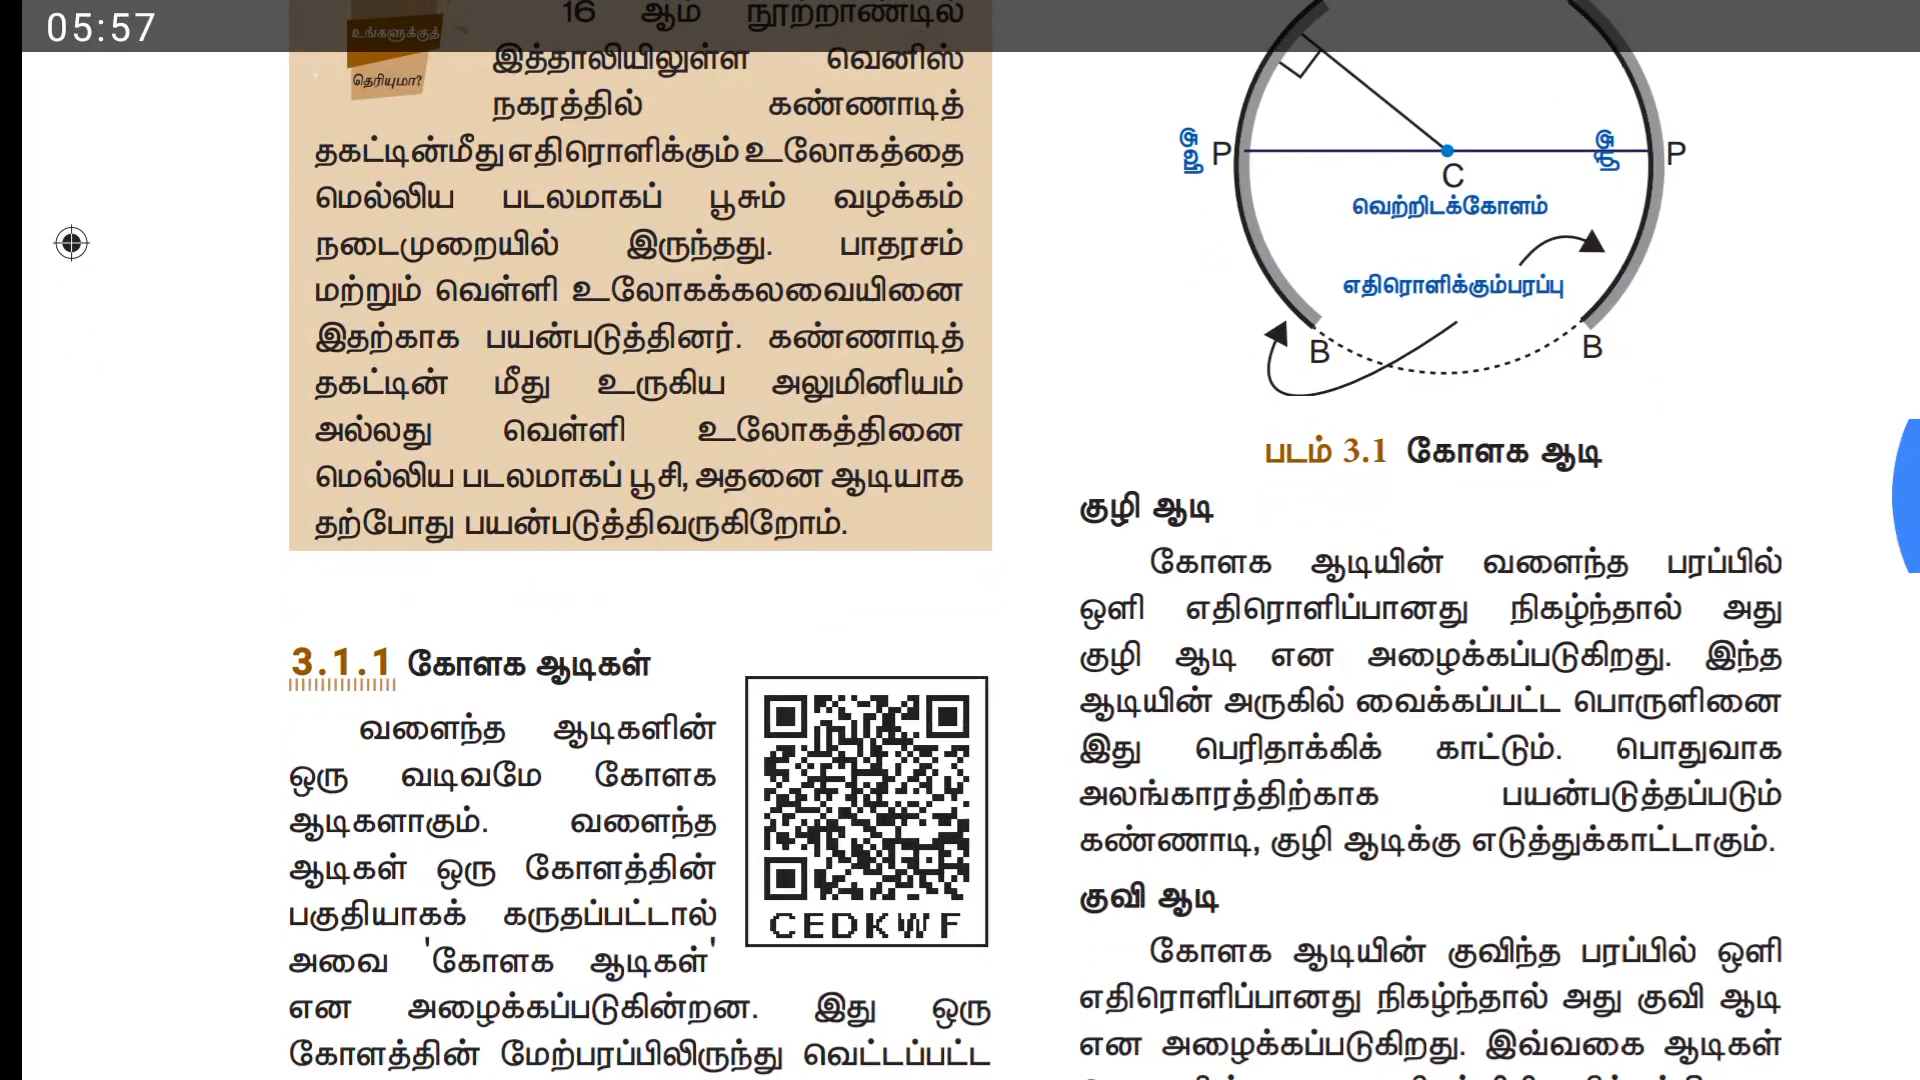 05:57
உங்களுக்குத்
தெரியுமா?
16 ஆம் நூற்றாண்டில்
இத்தாலியிலுள்ள வெனிஸ்
நகரத்தில் கண்ணாடித்
தகட்டின்மீது எதிரொளிக்கும் உலோகத்தை
மெல்லிய படலமாகப் பூசும் வழக்கம்
நடைமுறையில் இருந்தது. பாதரசம்
மற்றும் வெள்ளி உலோகக்கலவையினை
இதற்காக பயன்படுத்தினர். கண்ணாடித்
தகட்டின் மீது உருகிய அலுமினியம்
அல்லது வெள்ளி உலோகத்தினை
மெல்லிய படலமாகப் பூசி, அதனை ஆடியாக
தற்போது பயன்படுத்திவருகிறோம்.
3.1.1 கோளக ஆடிகள்
வளைந்த ஆடிகளின்
ஒரு வடிவமே கோளக
ஆடிகளாகும். வளைந்த
ஆடிகள் ஒரு கோளத்தின்
பகுதியாகக் கருதப்பட்டால்
அவை 'கோளக ஆடிகள்'
என அழைக்கப்படுகின்றன. இது ஒரு
கோளத்தின் மேற்பரப்பிலிருந்து வெட்டப்பட்ட
CEDKWF
P
C
P
வெற்றிடக்கோளம்
எதிரொளிக்கும்பரப்பு
B
B
படம் 3.1 கோளக ஆடி
குழி ஆடி
கோளக ஆடியின் வளைந்த பரப்பில்
ஒளி எதிரொளிப்பானது நிகழ்ந்தால் அது
குழி ஆடி என அழைக்கப்படுகிறது. இந்த
ஆடியின் அருகில் வைக்கப்பட்ட பொருளினை
இது பெரிதாக்கிக் காட்டும். பொதுவாக
அலங்காரத்திற்காக பயன்படுத்தப்படும்
கண்ணாடி, குழி ஆடிக்கு எடுத்துக்காட்டாகும்.
குவி ஆடி
கோளக ஆடியின் குவிந்த பரப்பில் ஒளி
எதிரொளிப்பானது நிகழ்ந்தால் அது குவி ஆடி
என அழைக்கப்படுகிறது. இவ்வகை ஆடிகள்